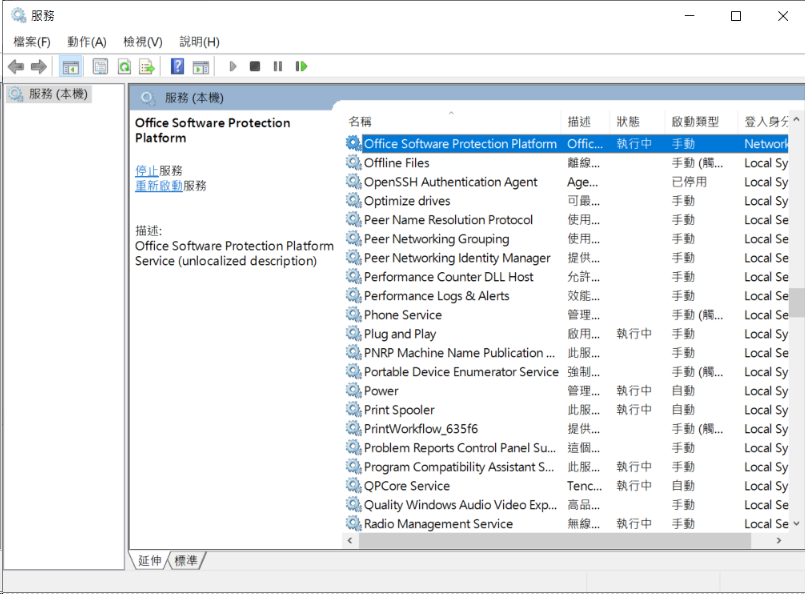 服務
檔案(F) 動作(A) 檢視(V) 說明(H)
服務 (本機)
服務 (本機)
Office Software Protection
Platform
停止服務
重新啟動服務
描述:
Office Software Protection Platform
Service (unlocalized description)
名稱 描述 狀態 啟動類型 登入身分
Office Software Protection Platform Offic... 執行中 手動 Network
Offline Files 離線... 手動 (觸... Local Sy
OpenSSH Authentication Agent Age... 已停用 Local Sy
Optimize drives 可最... 手動 Local Sy
Peer Name Resolution Protocol 使用... 手動 Local Se
Peer Networking Grouping 使用... 手動 Local Se
Peer Networking Identity Manager 提供... 手動 Local Se
Performance Counter DLL Host 允許... 手動 Local Se
Performance Logs & Alerts 效能... 手動 Local Se
Phone Service 管理... 手動 (觸... Local Se
Plug and Play 啟用... 執行中 手動 Local Sy
PNRP Machine Name Publication ... 此服... 手動 Local Se
Portable Device Enumerator Service 強制... 手動 (觸... Local Sy
Power 管理... 執行中 自動 Local Sy
Print Spooler 此服... 執行中 自動 Local Sy
PrintWorkflow_635f6 提供... 手動 (觸... Local Sy
Problem Reports Control Panel Su... 這個... 手動 Local Sy
Program Compatibility Assistant S... 此服... 執行中 手動 Local Sy
QPCore Service Tenc... 執行中 自動 Local Sy
Quality Windows Audio Video Exp... 高品... 手動 Local Se
Radio Management Service 無線... 執行中 手動 Local Se
延伸 標準